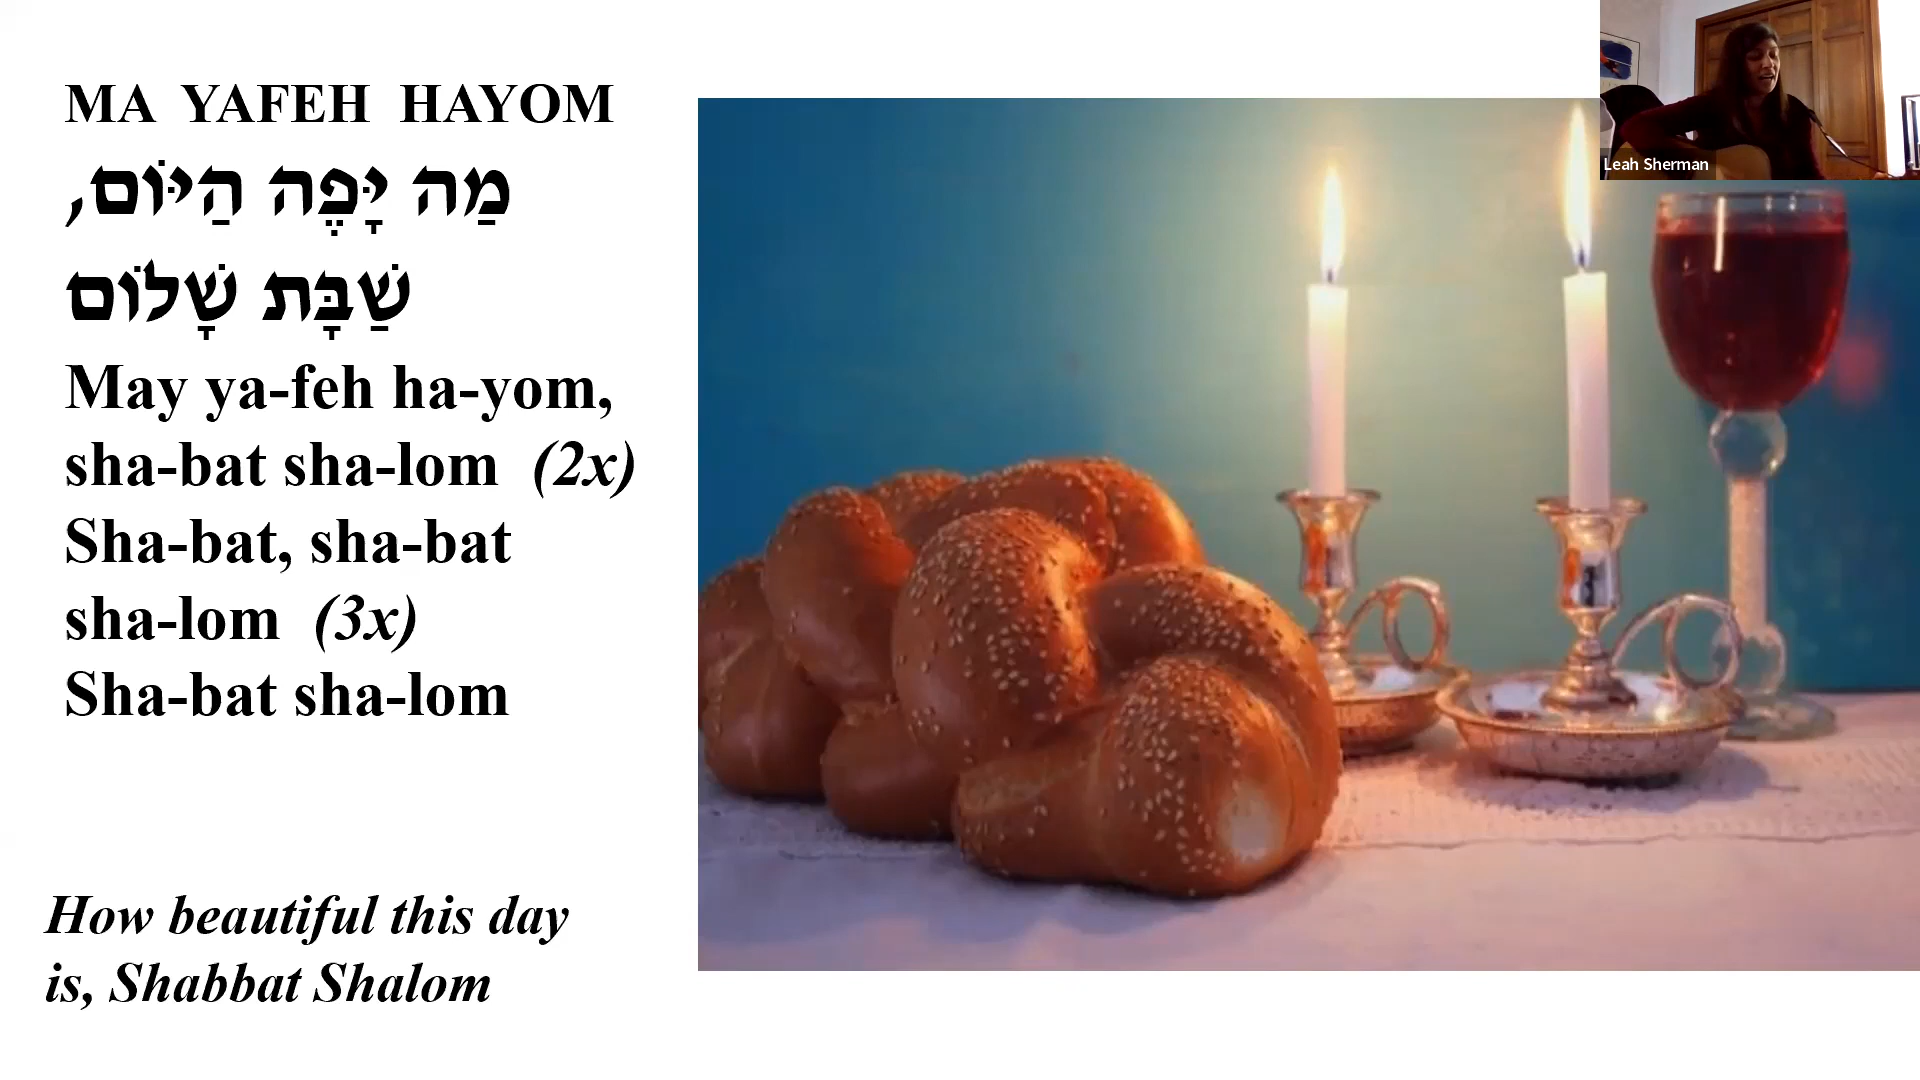 MA YAFEH HAYOM
מַה יָּפֶה הַיּוֹם,
שַׁבָּת שָׁלוֹם
May ya-feh ha-yom,
sha-bat sha-lom (2x)
Sha-bat, sha-bat
sha-lom (3x)
Sha-bat sha-lom
How beautiful this day
is, Shabbat Shalom
Leah Sherman